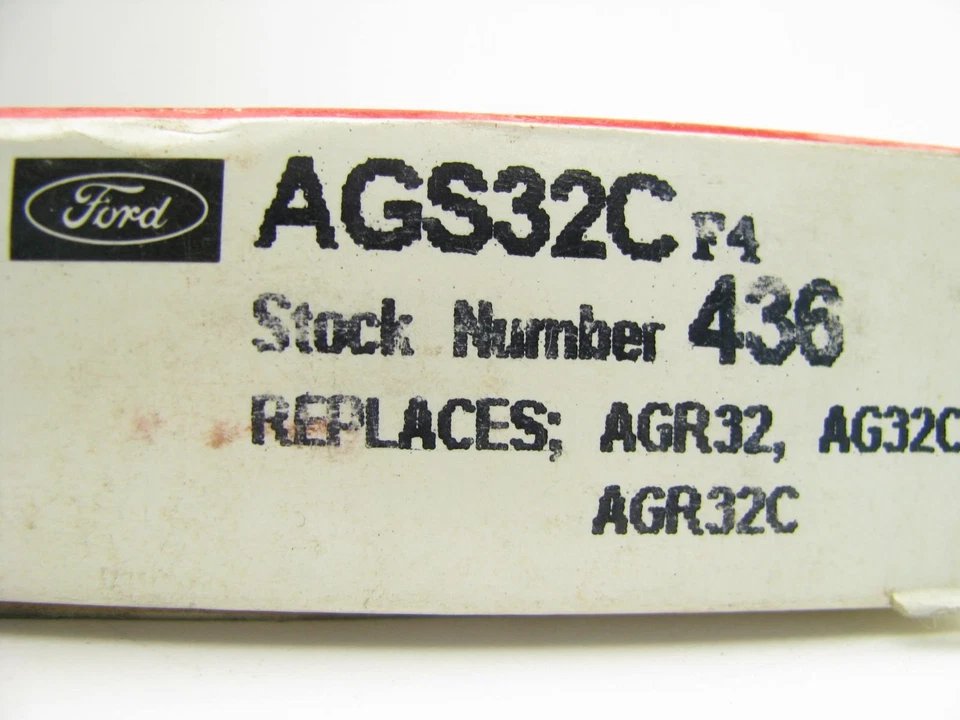 Ford
AGS32C F4
Stock Number 436
REPLACES; AGR32, AG32C
AGR32C